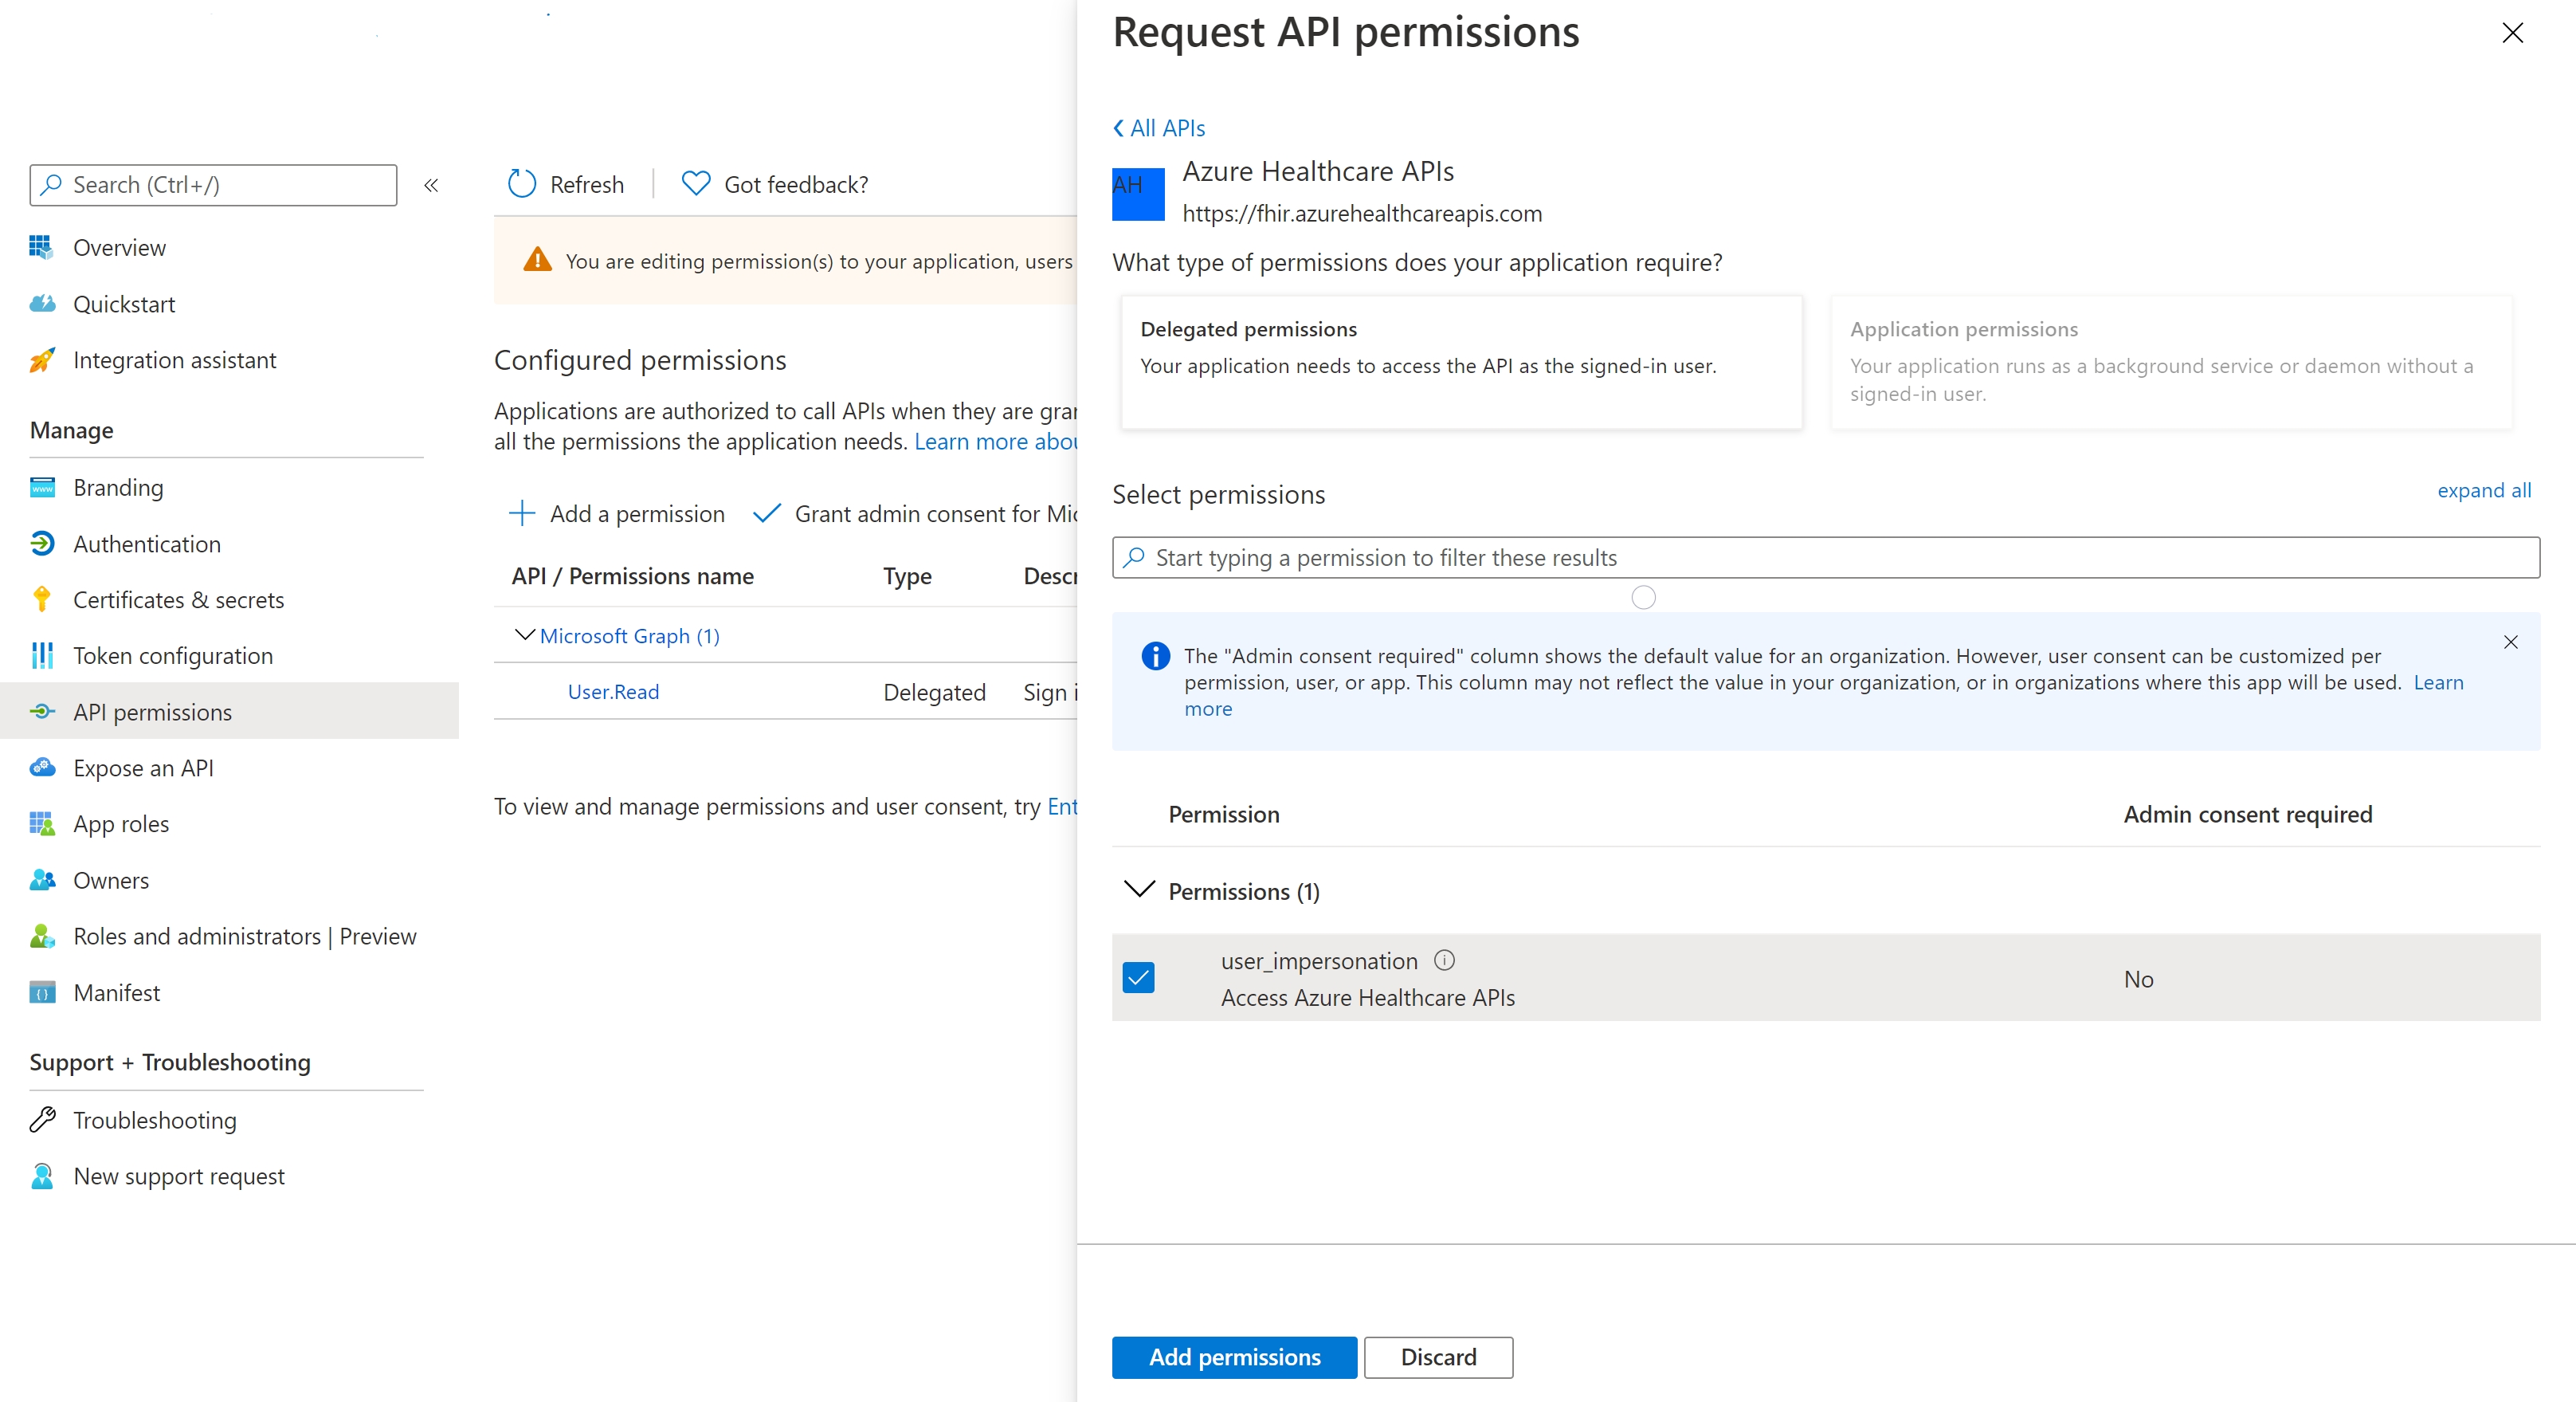 Search (Ctrl+/)
«
Overview
Quickstart
Integration assistant
Manage
Branding
Authentication
Certificates & secrets
Token configuration
API permissions
Expose an API
App roles
Owners
Roles and administrators | Preview
Manifest
Support + Troubleshooting
Troubleshooting
New support request
Refresh
Got feedback?
You are editing permission(s) to your application, users
Configured permissions
Applications are authorized to call APIs when they are gra
all the permissions the application needs. Learn more abou
Add a permission
Grant admin consent for Mic
API / Permissions name Type Descr
Microsoft Graph (1)
User.Read Delegated Sign i
To view and manage permissions and user consent, try Ent
Request API permissions
All APIs
AH
Azure Healthcare APIs
https://fhir.azurehealthcareapis.com
What type of permissions does your application require?
Delegated permissions
Your application needs to access the API as the signed-in user.
Application permissions
Your application runs as a background service or daemon without a
signed-in user.
Select permissions
expand all
Start typing a permission to filter these results
The "Admin consent required" column shows the default value for an organization. However, user consent can be customized per
permission, user, or app. This column may not reflect the value in your organization, or in organizations where this app will be used. Learn
more
Permission Admin consent required
Permissions (1)
user_impersonation
Access Azure Healthcare APIs
No
Add permissions
Discard